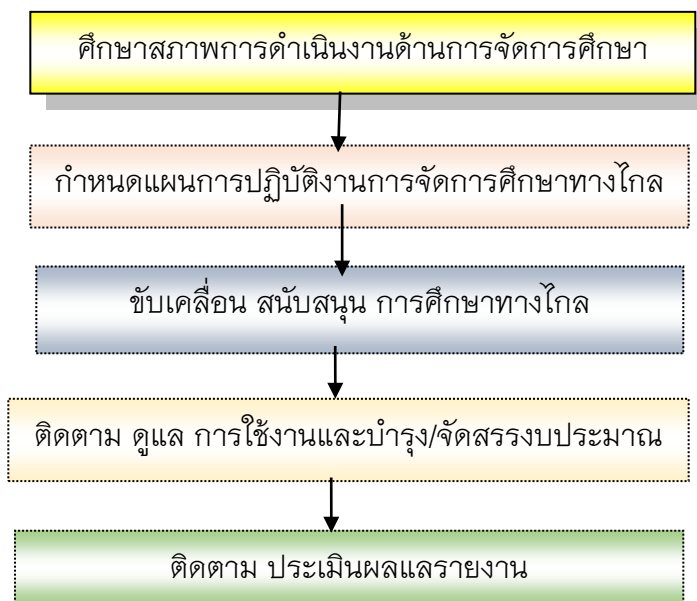 ศึกษาสภาพการดำเนินงานด้านการจัดการศึกษา
กำหนดแผนการปฏิบัติงานการจัดการศึกษาทางไกล
ขับเคลื่อน สนับสนุน การศึกษาทางไกล
ติดตาม ดูแล การใช้งานและบำรุง/จัดสรรงบประมาณ
ติดตาม ประเมินผลแลรายงาน